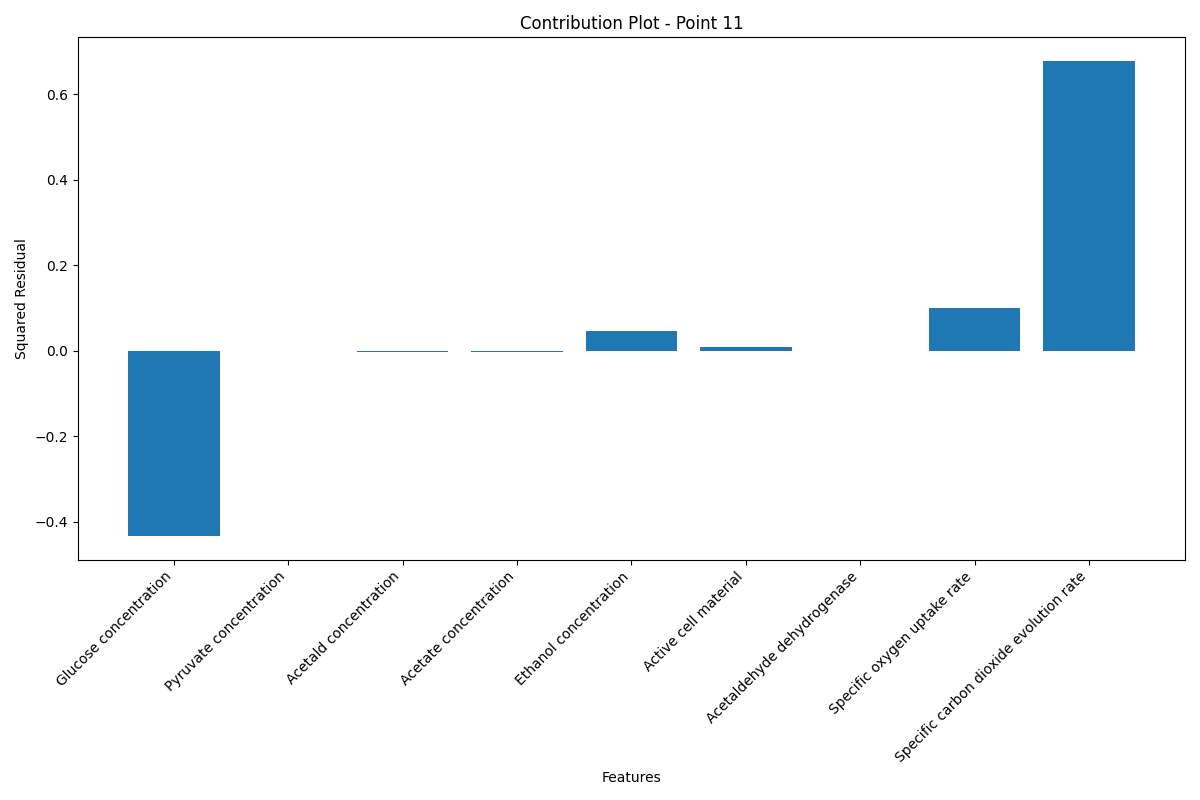 Contribution Plot - Point 11
Squared Residual
0.6
0.4
0.2
0.0
−0.2
−0.4
Glucose concentration
Pyruvate concentration
Acetald concentration
Acetate concentration
Ethanol concentration
Active cell material
Acetaldehyde dehydrogenase
Specific oxygen uptake rate
Specific carbon dioxide evolution rate
Features